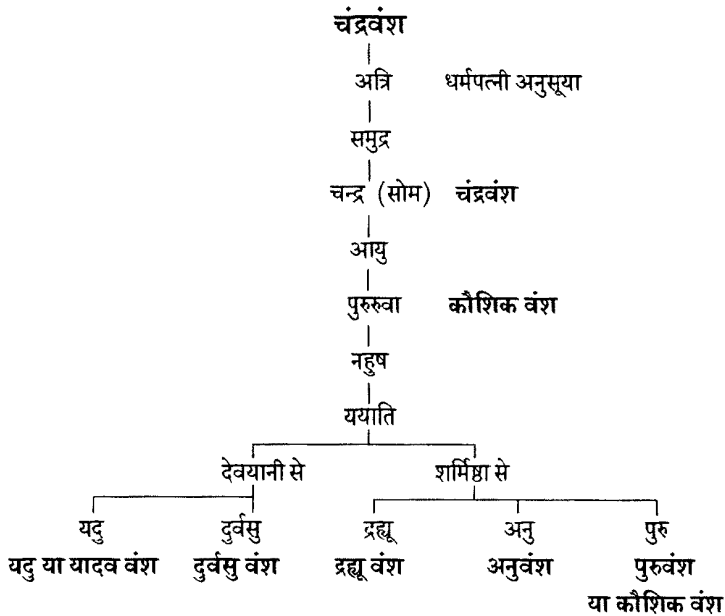 चंद्रवंश
अत्रि धर्मपत्नी अनुसूया
समुद्र
चन्द्र (सोम) चंद्रवंश
आयु
पुरुरुवा कौशिक वंश
नहुष
ययाति
देवयानी से शर्मिष्ठा से
यदु दुर्वसु द्रह्यू अनु पुरु
यदु या यादव वंश दुर्वसु वंश द्रह्यू वंश अनुवंश पुरुवंश
या कौशिक वंश